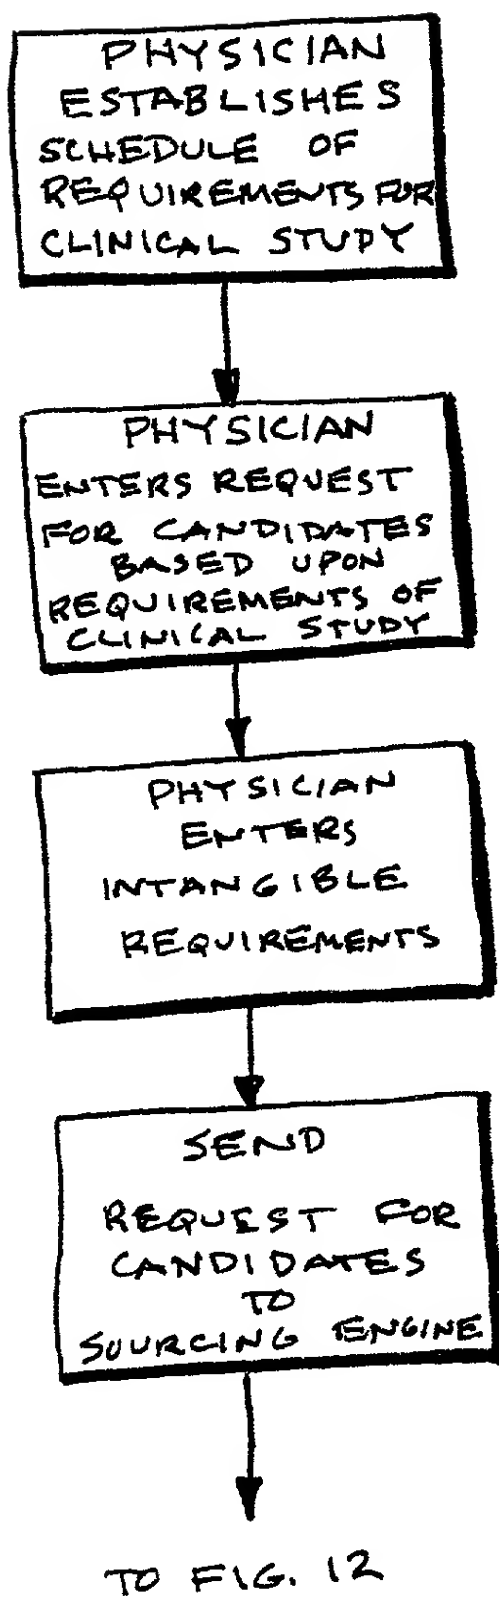 PHYSICIAN
ESTABLISHES
SCHEDULE OF
REQUIREMENTS FOR
CLINICAL STUDY
PHYSICIAN
ENTERS REQUEST
FOR CANDIDATES
BASED UPON
REQUIREMENTS OF
CLINICAL STUDY
PHYSICIAN
ENTERS
INTANGIBLE
REQUIREMENTS
SEND
REQUEST FOR
CANDIDATES
TO
SOURCING ENGINE
TO FIG. 12